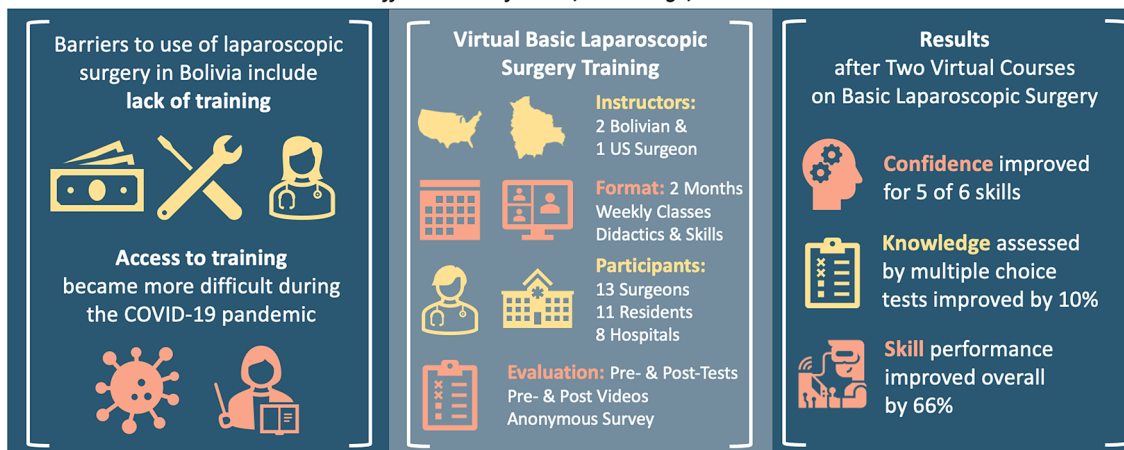 Barriers to use of laparoscopic
surgery in Bolivia include
lack of training
Access to training
became more difficult during
the COVID-19 pandemic
Virtual Basic Laparoscopic
Surgery Training
Instructors:
2 Bolivian &
1 US Surgeon
Format: 2 Months
Weekly Classes
Didactics & Skills
Participants:
13 Surgeons
11 Residents
8 Hospitals
Evaluation: Pre- & Post-Tests
Pre- & Post Videos
Anonymous Survey
Results
after Two Virtual Courses
on Basic Laparoscopic Surgery
Confidence improved
for 5 of 6 skills
Knowledge assessed
by multiple choice
tests improved by 10%
Skill performance
improved overall
by 66%